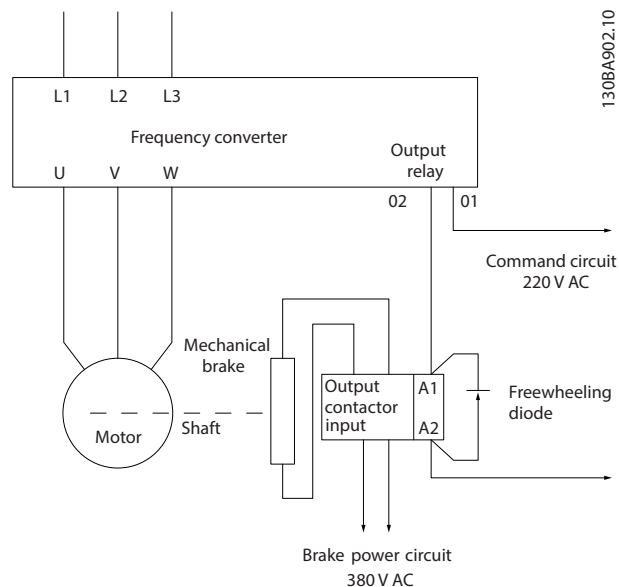 130BA902.10
L1 L2 L3
Frequency converter
Output
relay
U V W
02 01
Command circuit
220 V AC
Mechanical
brake
Output
contactor
input
A1
A2
Freewheeling
diode
Motor
Shaft
Brake power circuit
380 V AC